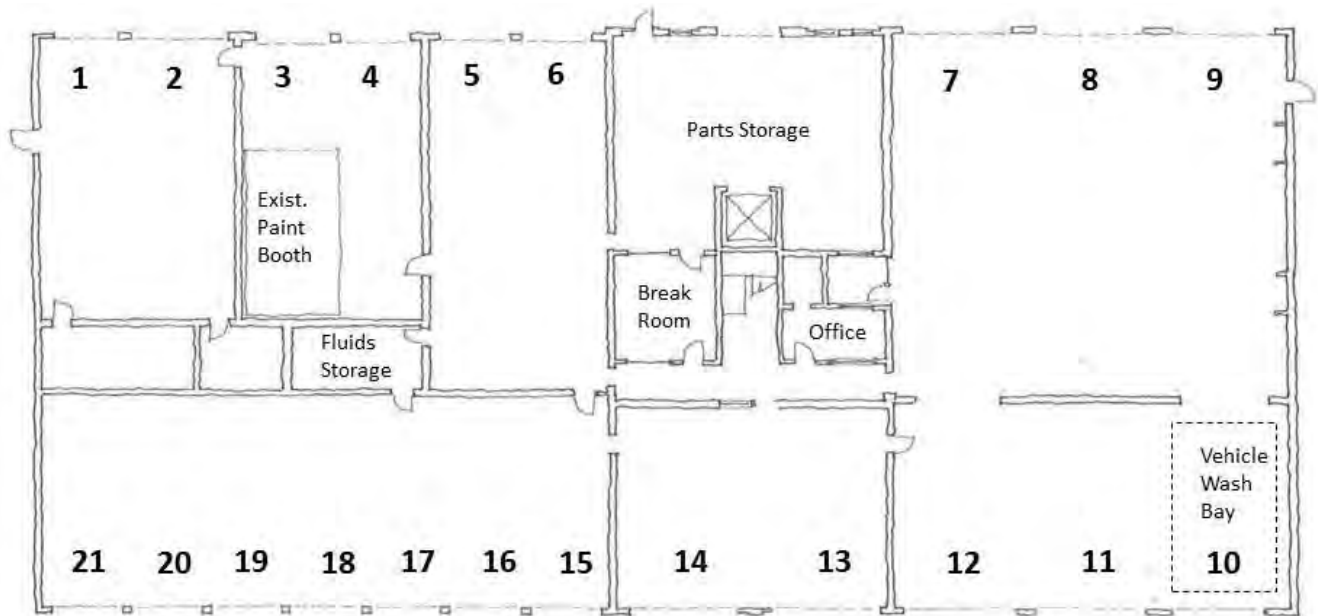 1 2 3 4 5 6 7 8 9
Parts Storage
Exist.
Paint
Booth
Break
Room
Office
Fluids
Storage
Vehicle
Wash
Bay
21 20 19 18 17 16 15 14 13 12 11 10